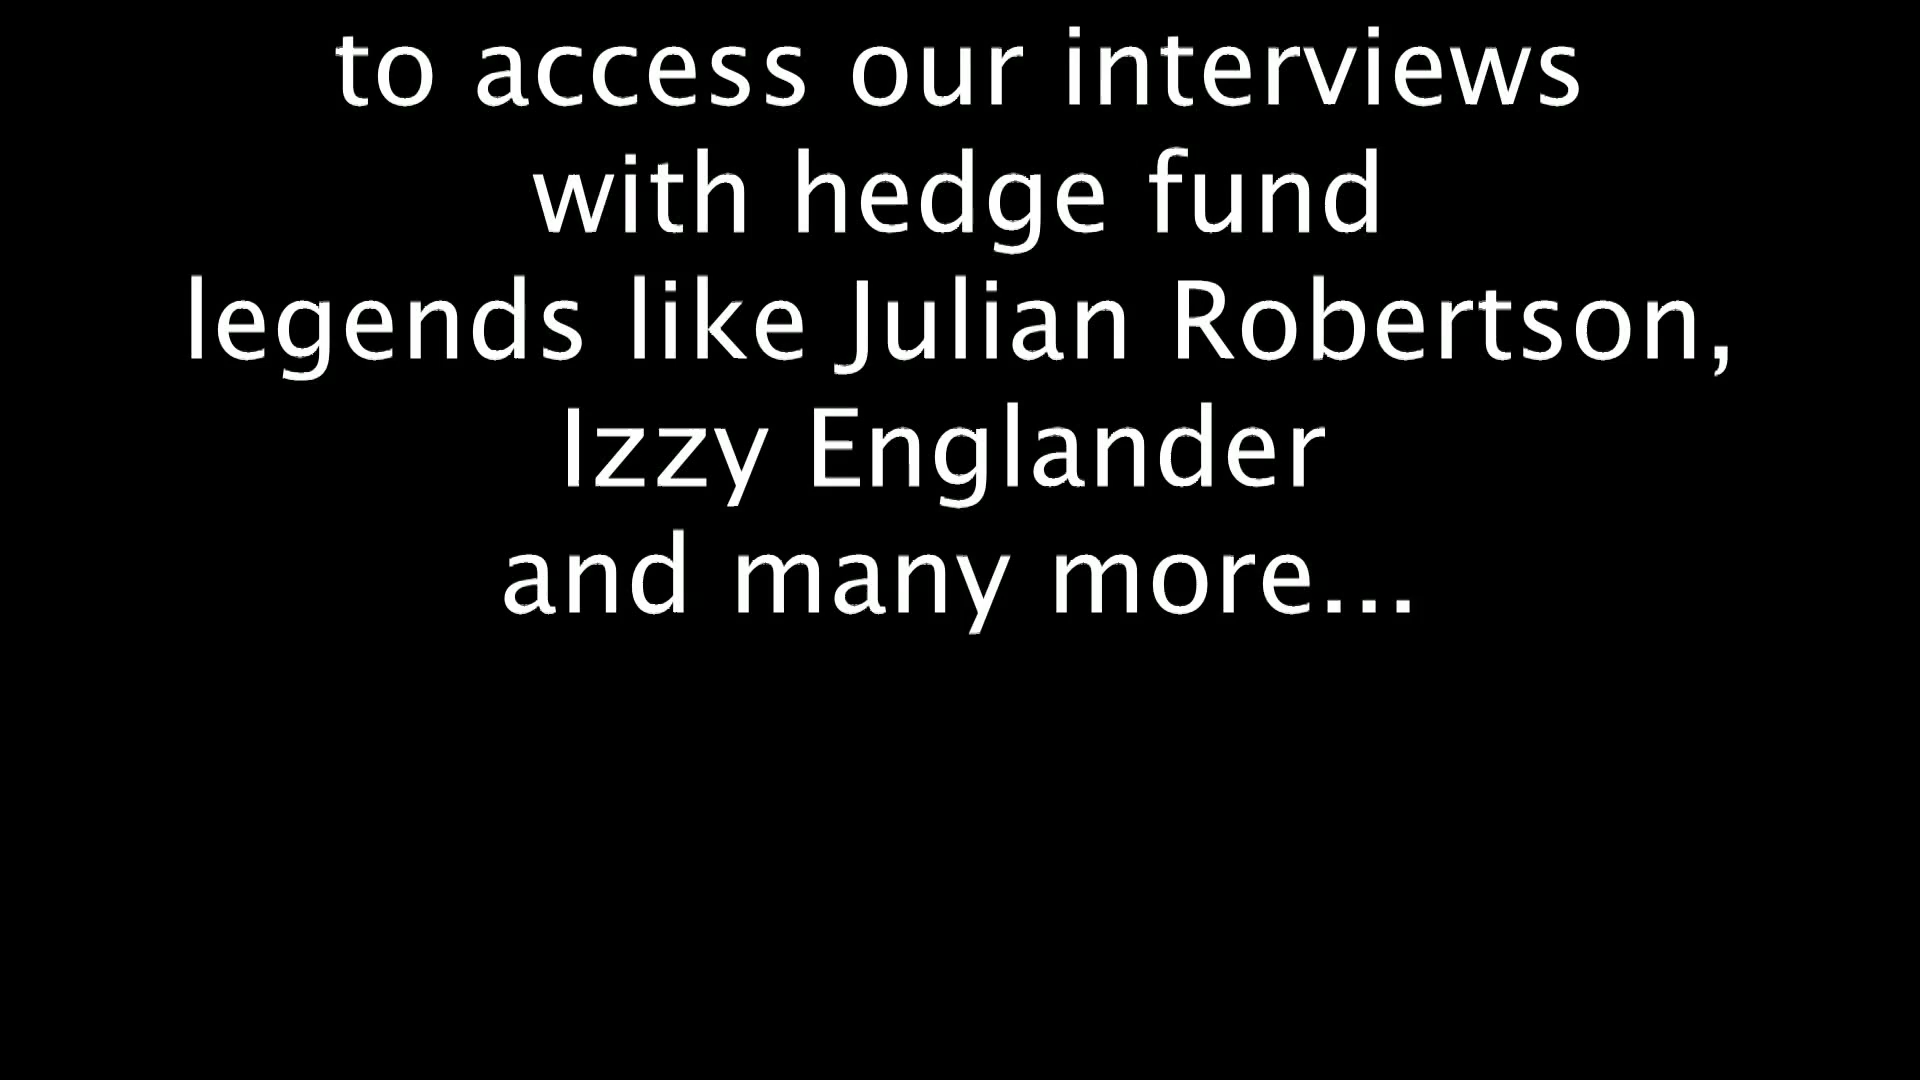 to access our interviews
with hedge fund
legends like Julian Robertson,
Izzy Englander
and many more...